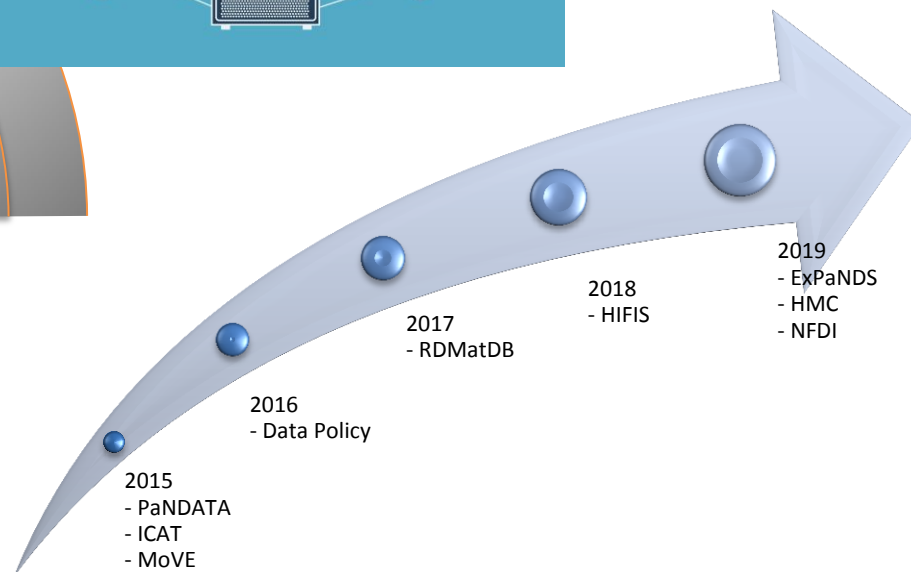 2015
- PaNDATA
- ICAT
- MoVE
2016
- Data Policy
2017
- RDMatDB
2018
- HIFIS
2019
- ExPaNDS
- HMC
- NFDI